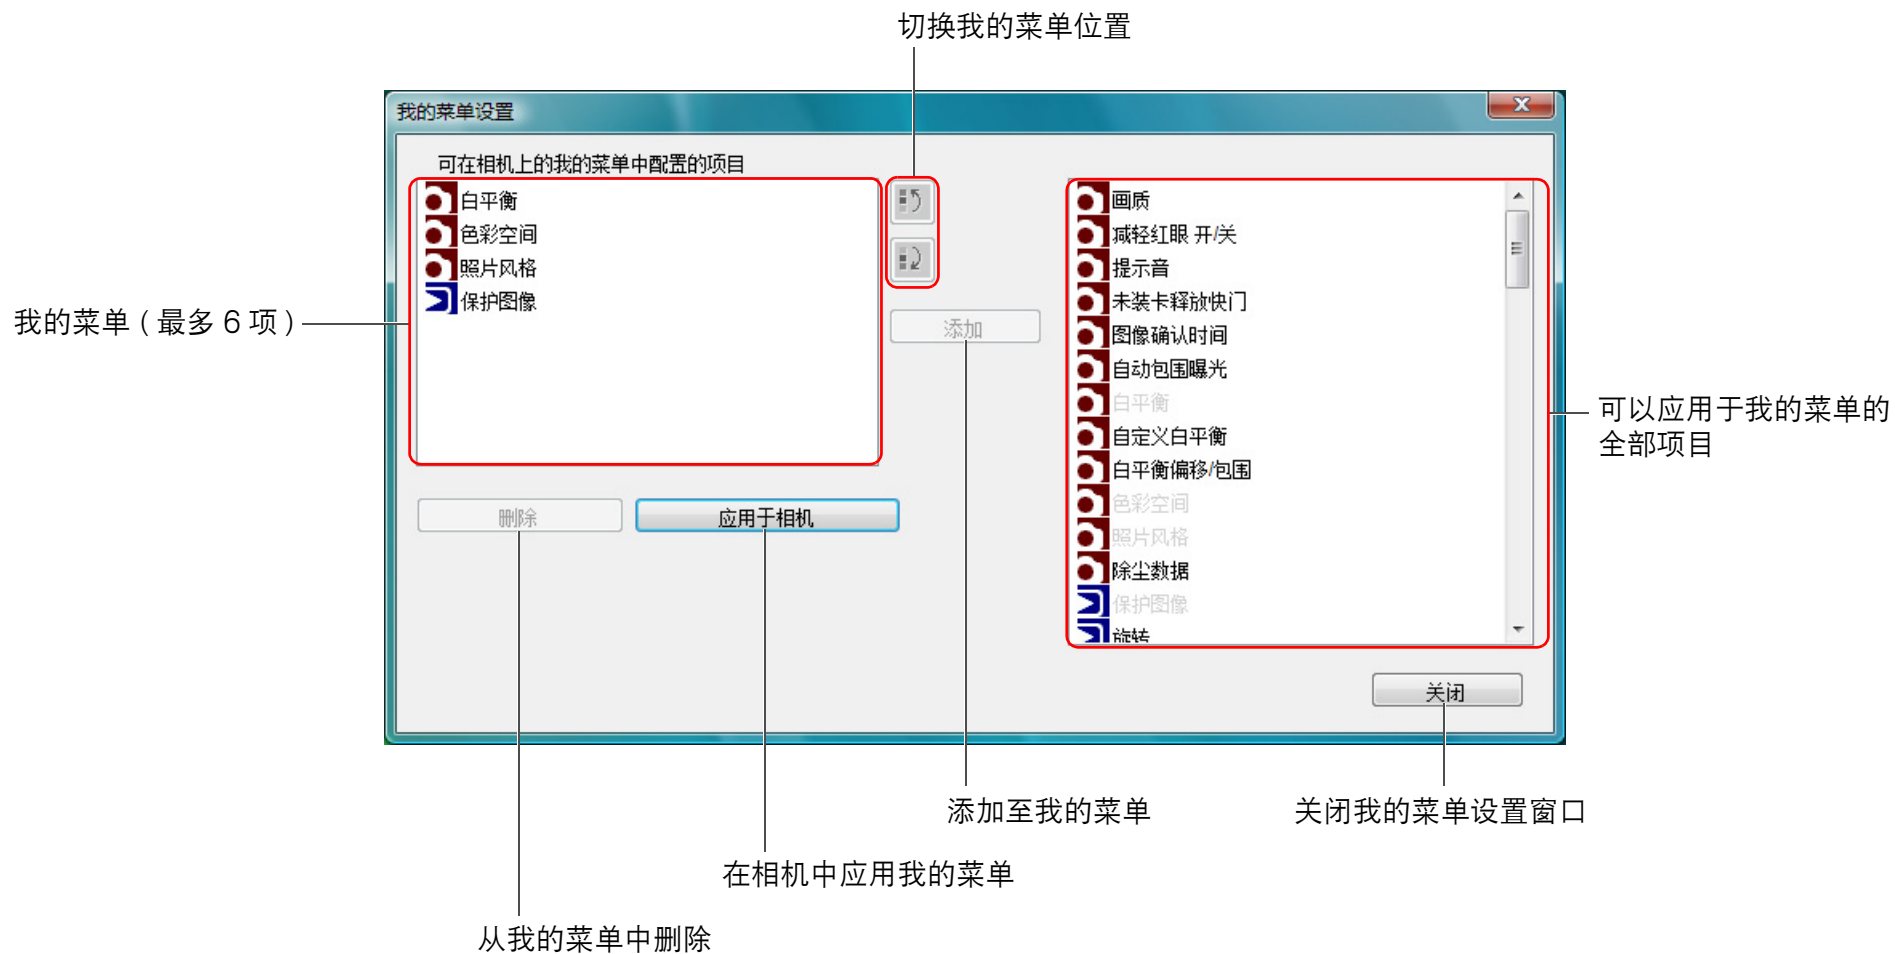 切换我的菜单位置
我的菜单设置
可在相机上的我的菜单中配置的项目
白平衡
色彩空间
照片风格
保护图像
我的菜单（最多 6 项）
添加
画质
减轻红眼 开/关
提示音
未装卡释放快门
图像确认时间
自动包围曝光
白平衡
自定义白平衡
白平衡偏移/包围
色彩空间
照片风格
除尘数据
保护图像
旋转
可以应用于我的菜单的
全部项目
删除
应用于相机
关闭
添加至我的菜单
关闭我的菜单设置窗口
在相机中应用我的菜单
从我的菜单中删除